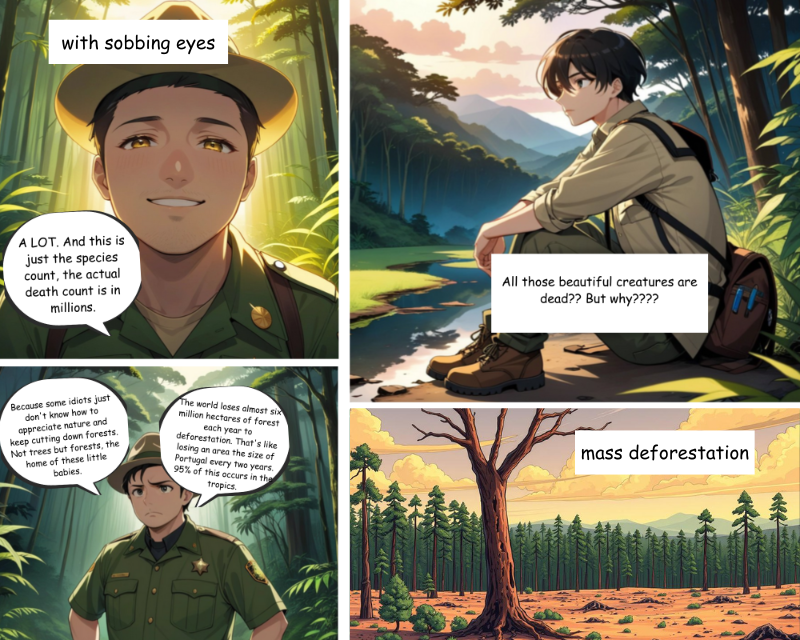 with sobbing eyes
A LOT. And this is
just the species
count, the actual
death count is in
millions.
All those beautiful creatures are
dead?? But why????
Because some idiots just
don't know how to
appreciate nature and
keep cutting down forests.
Not trees but forests, the
home of these little
babies.
The world loses almost six
million hectares of forest
each year to
deforestation. That's like
losing an area the size of
Portugal every two years.
95% of this occurs in the
tropics.
mass deforestation